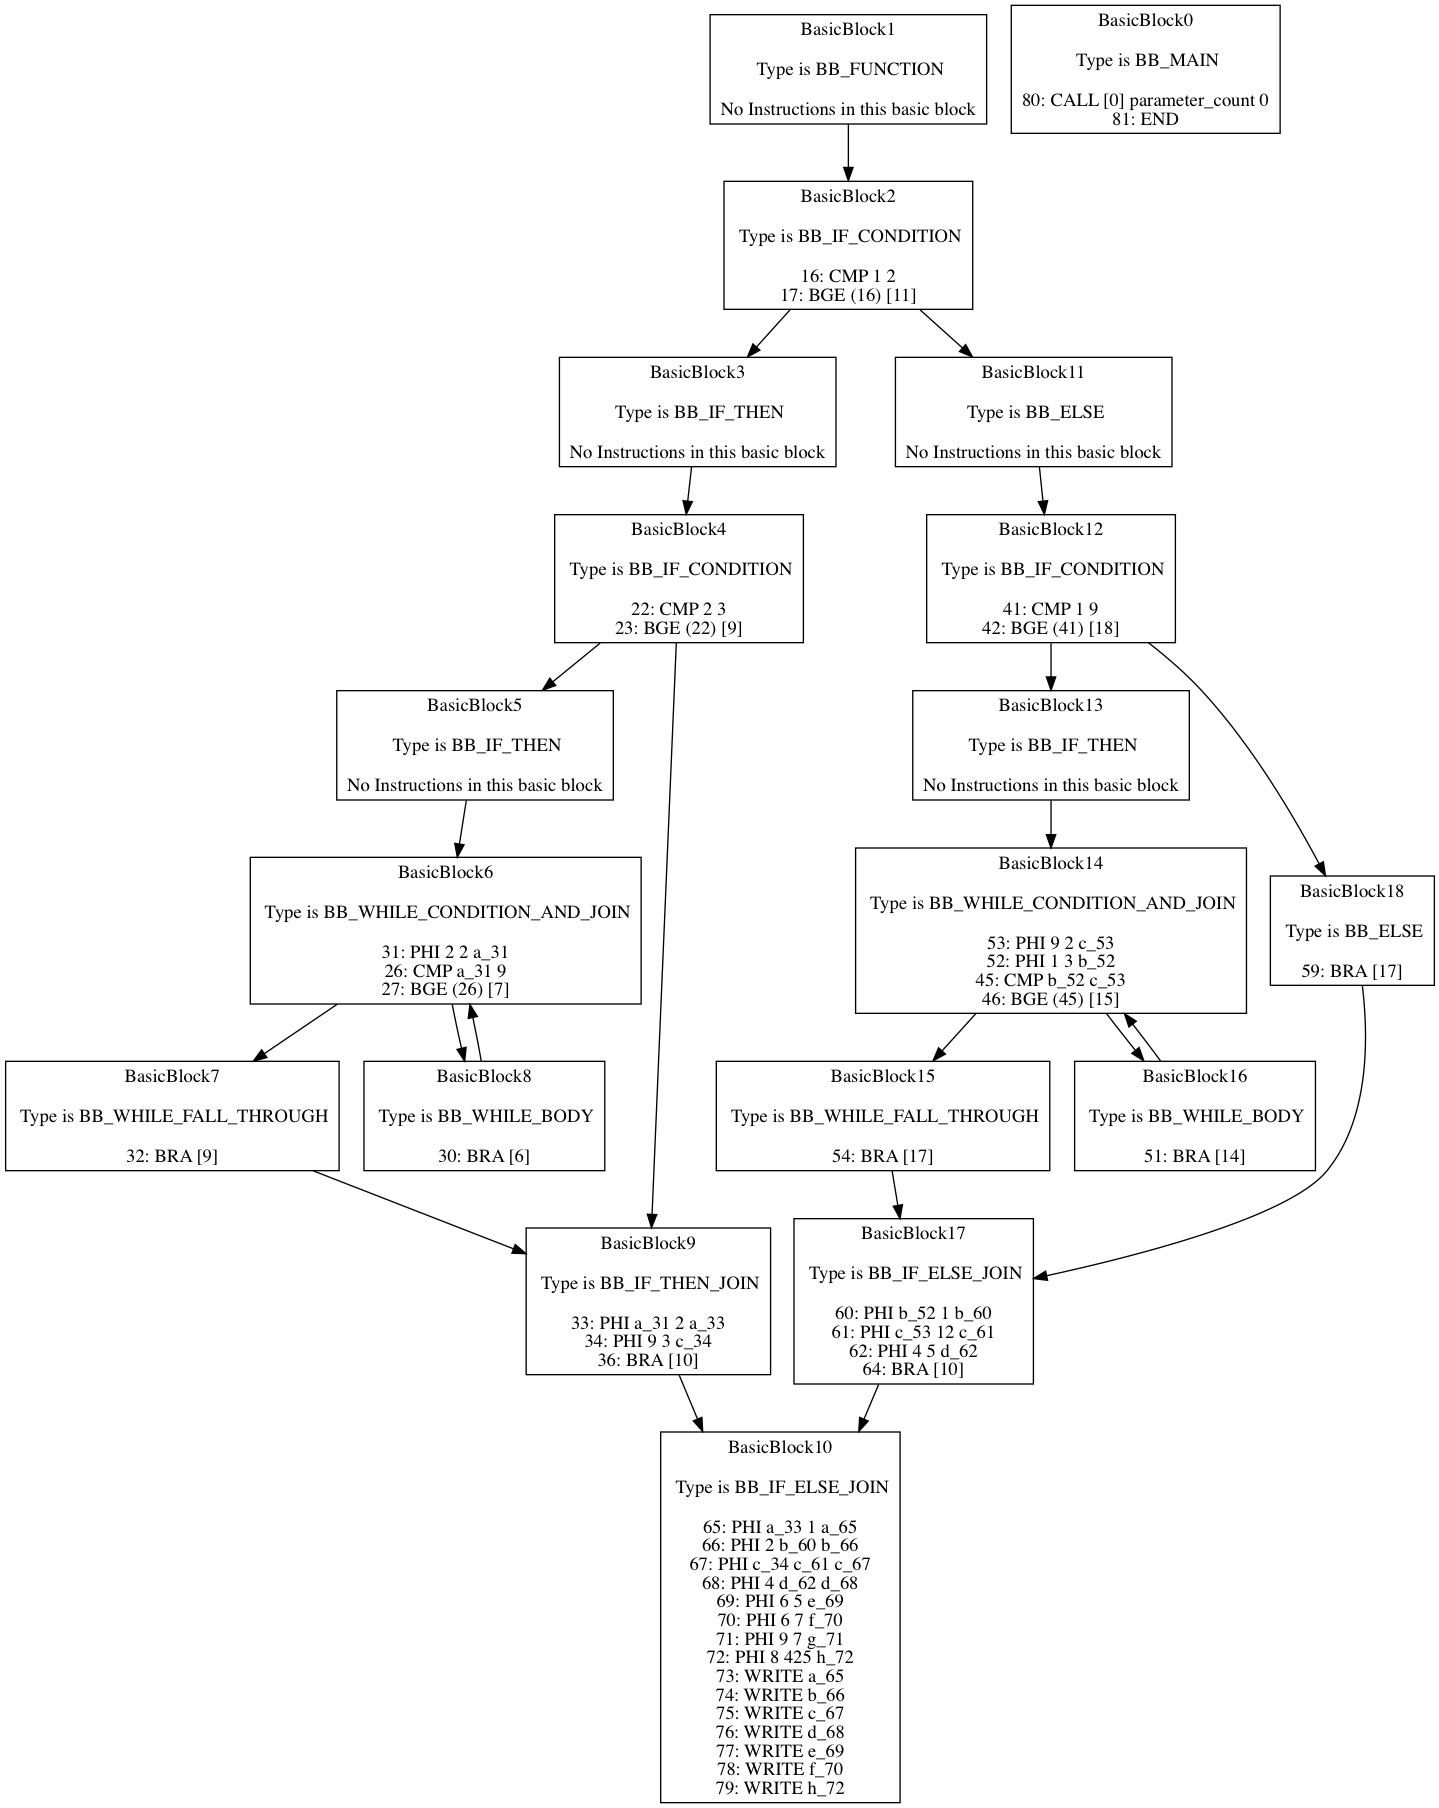 BasicBlock1
Type is BB_FUNCTION
No Instructions in this basic block
BasicBlock0
Type is BB_MAIN
80: CALL [0] parameter_count 0
81: END
BasicBlock2
Type is BB_IF_CONDITION
16: CMP 1 2
17: BGE (16) [11]
BasicBlock3
Type is BB_IF_THEN
No Instructions in this basic block
BasicBlock11
Type is BB_ELSE
No Instructions in this basic block
BasicBlock4
Type is BB_IF_CONDITION
22: CMP 2 3
23: BGE (22) [9]
BasicBlock12
Type is BB_IF_CONDITION
41: CMP 1 9
42: BGE (41) [18]
BasicBlock5
Type is BB_IF_THEN
No Instructions in this basic block
BasicBlock13
Type is BB_IF_THEN
No Instructions in this basic block
BasicBlock6
Type is BB_WHILE_CONDITION_AND_JOIN
31: PHI 2 2 a_31
26: CMP a_31 9
27: BGE (26) [7]
BasicBlock14
Type is BB_WHILE_CONDITION_AND_JOIN
53: PHI 9 2 c_53
52: PHI 1 3 b_52
45: CMP b_52 c_53
46: BGE (45) [15]
BasicBlock18
Type is BB_ELSE
59: BRA [17]
BasicBlock7
Type is BB_WHILE_FALL_THROUGH
32: BRA [9]
BasicBlock8
Type is BB_WHILE_BODY
30: BRA [6]
BasicBlock15
Type is BB_WHILE_FALL_THROUGH
54: BRA [17]
BasicBlock16
Type is BB_WHILE_BODY
51: BRA [14]
BasicBlock9
Type is BB_IF_THEN_JOIN
33: PHI a_31 2 a_33
34: PHI 9 3 c_34
36: BRA [10]
BasicBlock17
Type is BB_IF_ELSE_JOIN
60: PHI b_52 1 b_60
61: PHI c_53 12 c_61
62: PHI 4 5 d_62
64: BRA [10]
BasicBlock10
Type is BB_IF_ELSE_JOIN
65: PHI a_33 1 a_65
66: PHI 2 b_60 b_66
67: PHI c_34 c_61 c_67
68: PHI 4 d_62 d_68
69: PHI 6 5 e_69
70: PHI 6 7 f_70
71: PHI 9 7 g_71
72: PHI 8 425 h_72
73: WRITE a_65
74: WRITE b_66
75: WRITE c_67
76: WRITE d_68
77: WRITE e_69
78: WRITE f_70
79: WRITE h_72